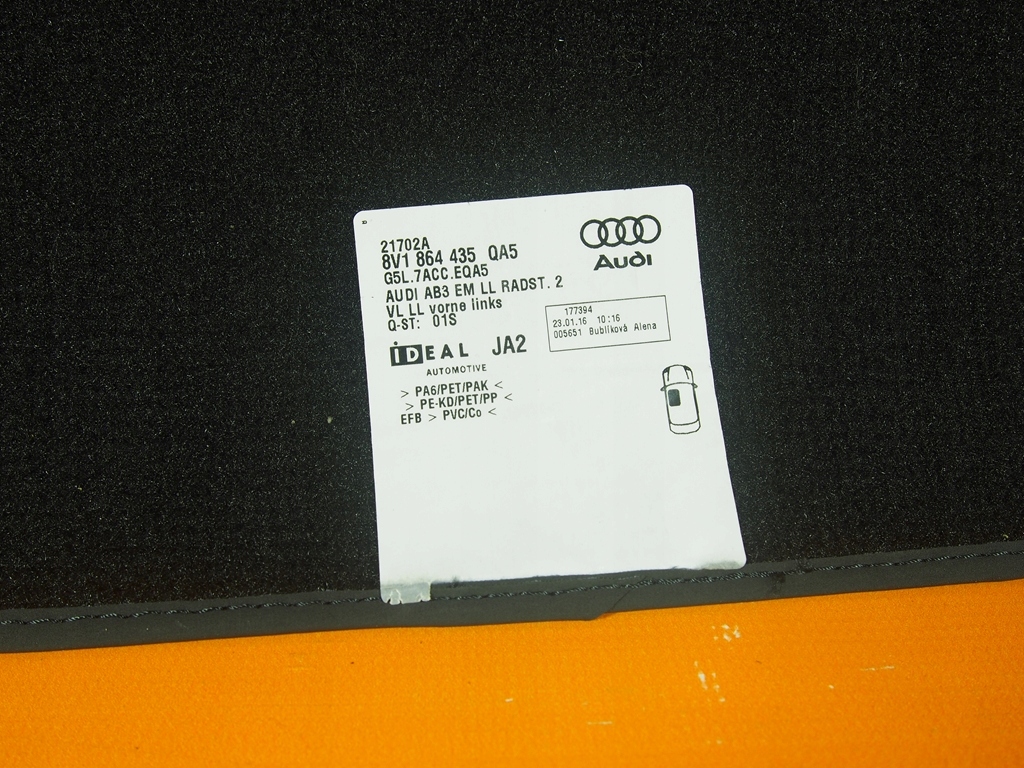 21702A
8V1 864 435 QA5
G5L.7ACC.EQA5
AUDI AB3 EM LL RADST. 2
VL LL vorne links
Q-ST: 01S
Audi
177394
23.01.16 10:16
005651 Bublíková Alena
iDEAL JA2
AUTOMOTIVE
> PA6/PET/PAK <
> PE-KD/PET/PP <
EFB > PVC/Co <